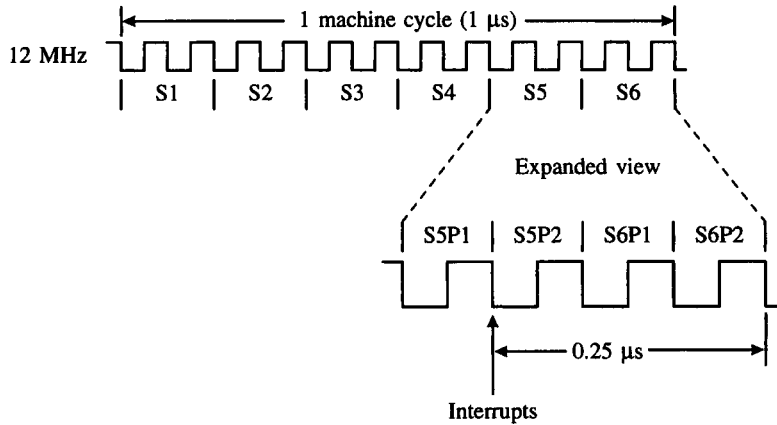 1 machine cycle (1 μs)
12 MHz
S1 S2 S3 S4 S5 S6
Expanded view
S5P1 S5P2 S6P1 S6P2
0.25 μs
Interrupts